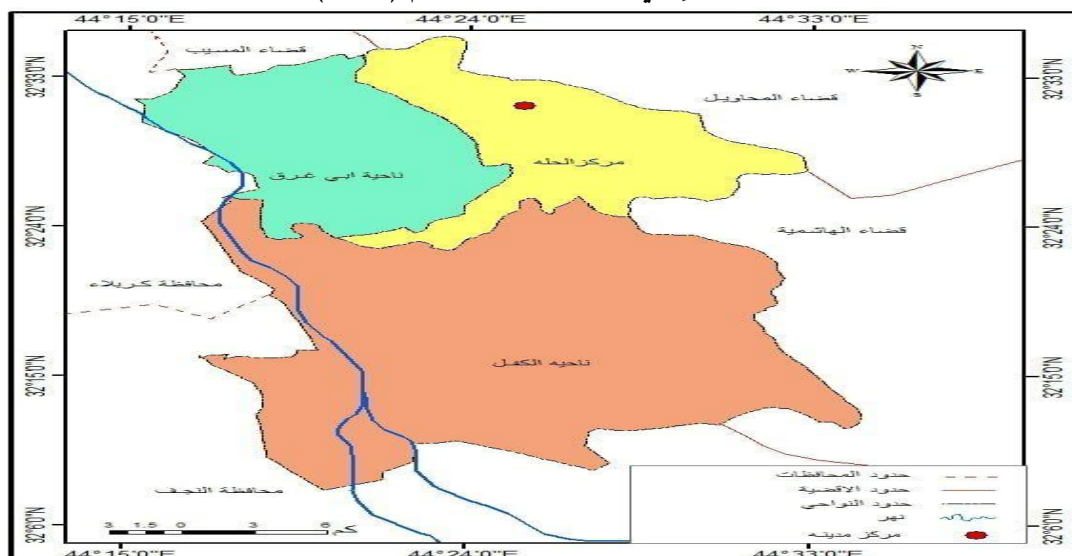 44°15'0"E 44°24'0"E 44°33'0"E
قضاء المسيب
32°33'0"N 32°33'0"N
N
W E
S
قضاء المحاويل
مركز الحله
ناحية ابي غرق
32°24'0"N 32°24'0"N
قضاء الهاشمية
محافظة كربلاء
ناحيه الكفل
32°15'0"N 32°15'0"N
حدود المحافظات
حدود الاقضية
حدود النواحي
نهر
مركز مدينه
محافظة النجف
3 1.5 0 3 6 كم
32°6'0"N 32°6'0"N
44°15'0"E 44°24'0"E 44°33'0"E